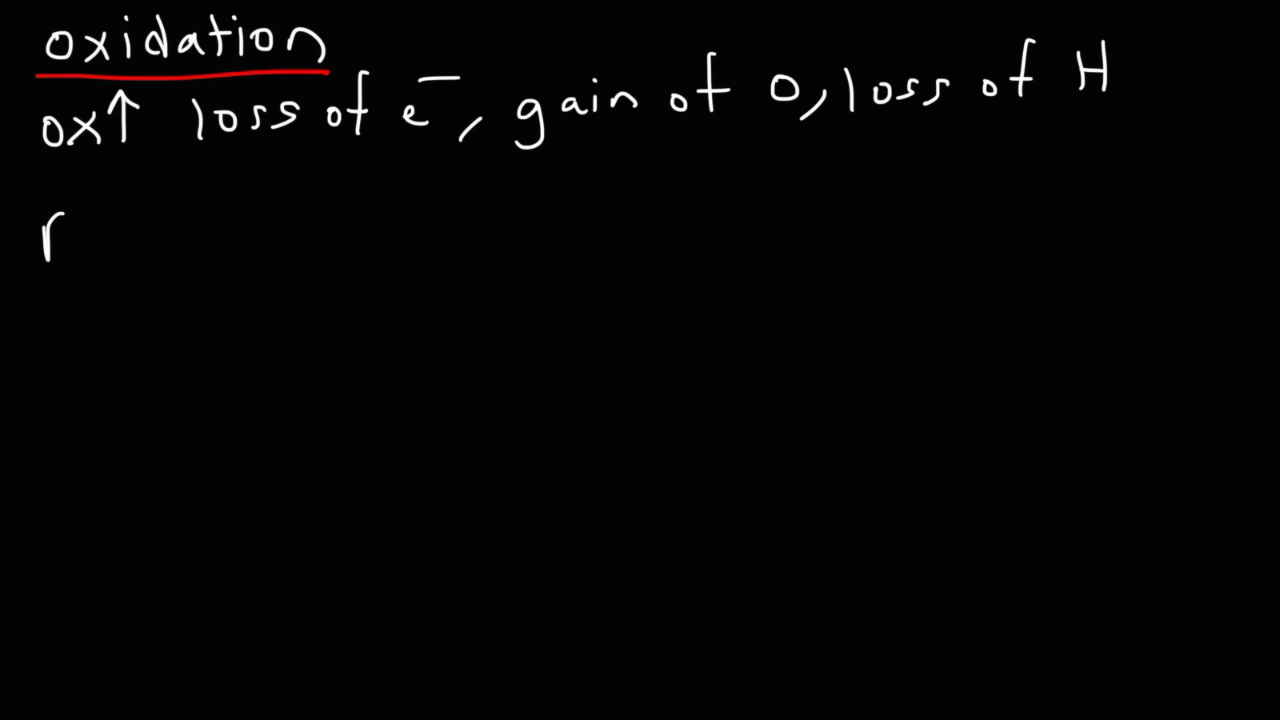 oxidation
ox↑ loss of e⁻, gain of O, loss of H
r